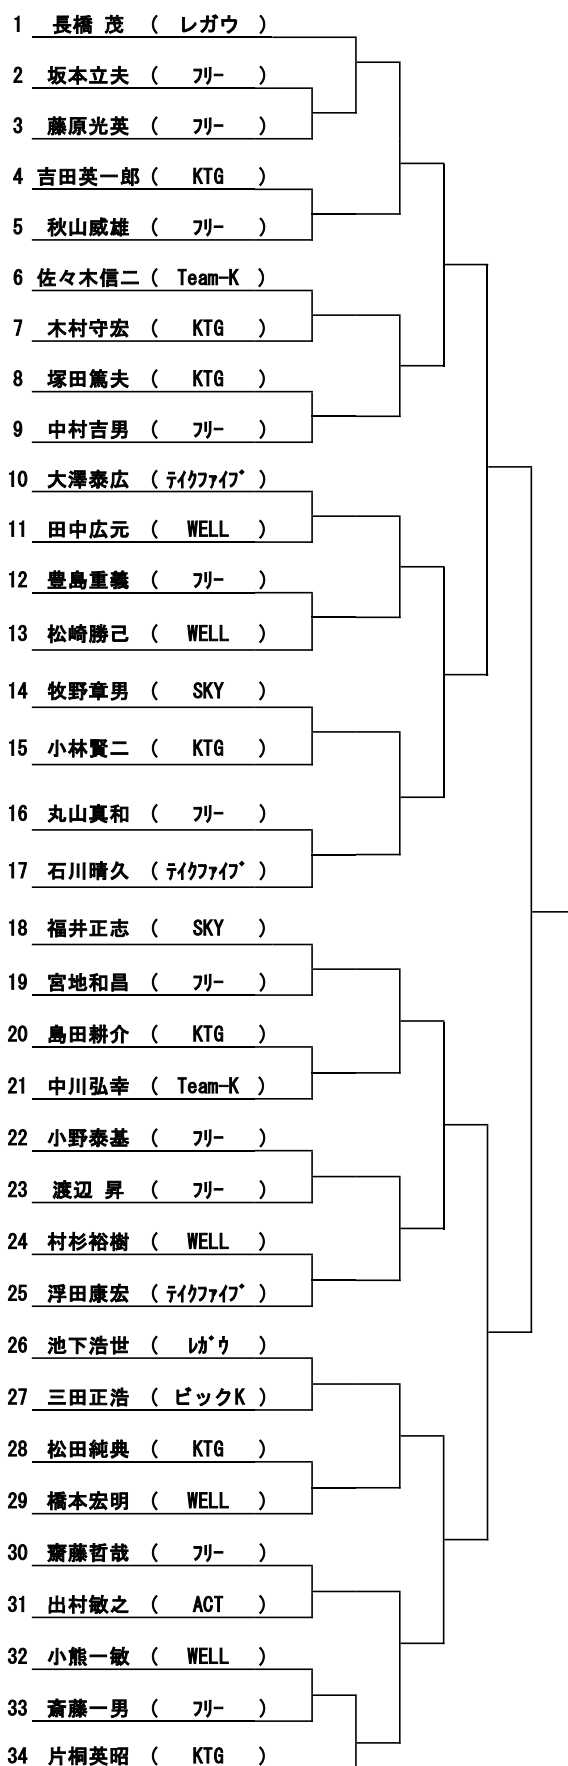 1 長橋 茂 ( レガウ )
2 坂本立夫 ( ﾌﾘｰ )
3 藤原光英 ( ﾌﾘｰ )
4 吉田英一郎 ( KTG )
5 秋山威雄 ( ﾌﾘｰ )
6 佐々木信二 ( Team-K )
7 木村守宏 ( KTG )
8 塚田篤夫 ( KTG )
9 中村吉男 ( ﾌﾘｰ )
10 大澤泰広 ( ﾃｲｸﾌｧｲﾌﾞ )
11 田中広元 ( WELL )
12 豊島重義 ( ﾌﾘｰ )
13 松崎勝己 ( WELL )
14 牧野章男 ( SKY )
15 小林賢二 ( KTG )
16 丸山真和 ( ﾌﾘｰ )
17 石川晴久 ( ﾃｲｸﾌｧｲﾌﾞ )
18 福井正志 ( SKY )
19 宮地和昌 ( ﾌﾘｰ )
20 島田耕介 ( KTG )
21 中川弘幸 ( Team-K )
22 小野泰基 ( ﾌﾘｰ )
23 渡辺 昇 ( ﾌﾘｰ )
24 村杉裕樹 ( WELL )
25 浮田康宏 ( ﾃｲｸﾌｧｲﾌﾞ )
26 池下浩世 ( ﾚｶﾞｳ )
27 三田正浩 ( ビックK )
28 松田純典 ( KTG )
29 橋本宏明 ( WELL )
30 齋藤哲哉 ( ﾌﾘｰ )
31 出村敏之 ( ACT )
32 小熊一敏 ( WELL )
33 斎藤一男 ( ﾌﾘｰ )
34 片桐英昭 ( KTG )